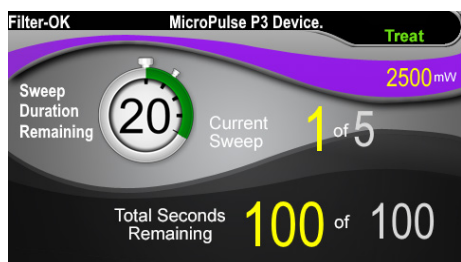 Filter-OK MicroPulse P3 Device.
Treat
2500mW
Sweep
Duration
Remaining
20
Current
Sweep
1 of 5
Total Seconds
Remaining
100 of 100